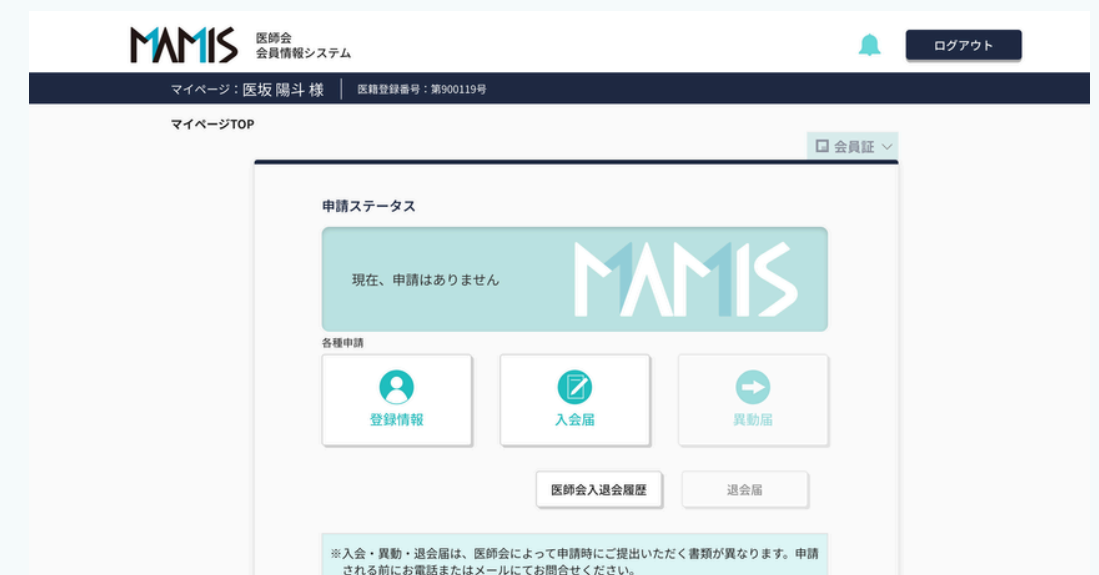 MAMIS 医師会
会員情報システム
ログアウト
マイページ：医坂 陽斗 様 医籍登録番号：第900119号
マイページTOP
会員証
申請ステータス
現在、申請はありません
MAMIS
各種申請
登録情報 入会届 異動届
医師会入退会履歴 退会届
※入会・異動・退会届は、医師会によって申請時にご提出いただく書類が異なります。申請
される前にお電話またはメールにてお問合せください。